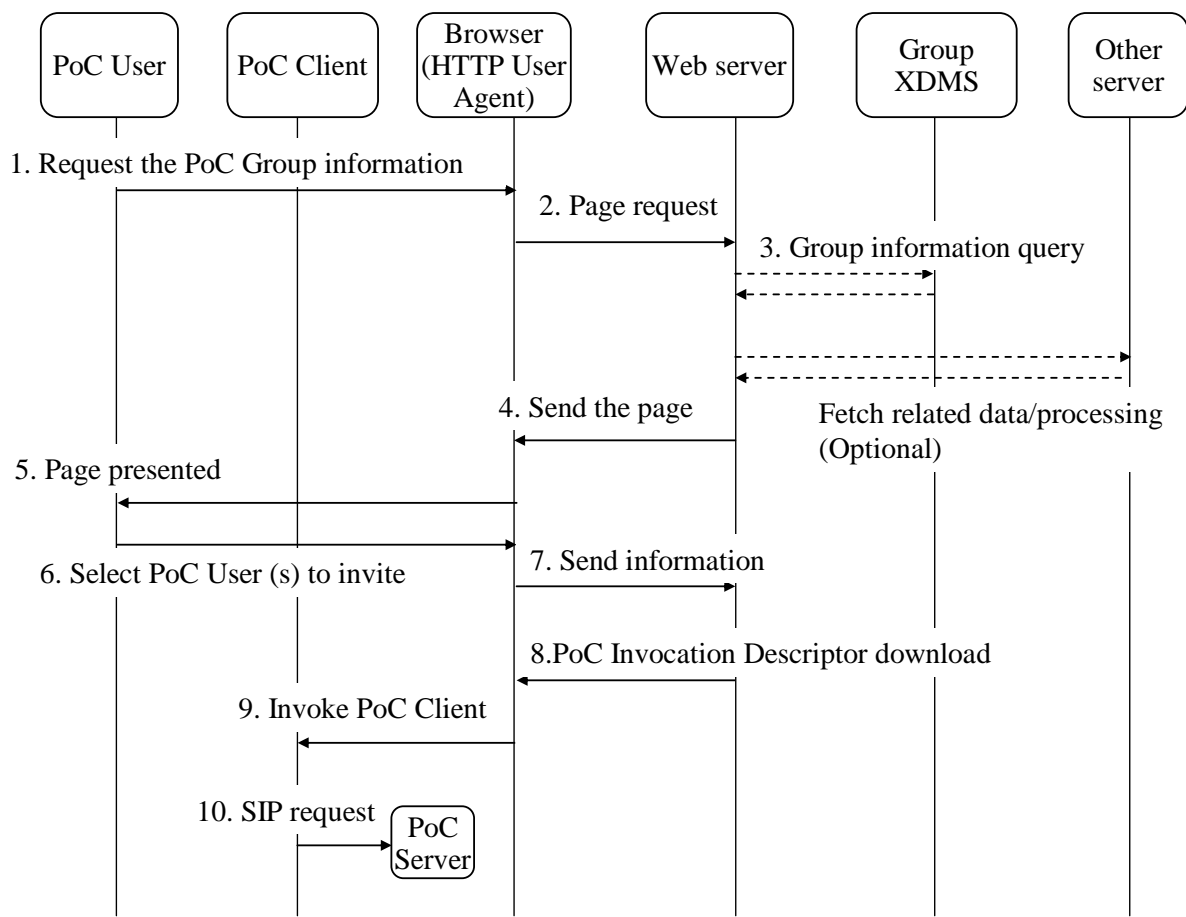 PoC User
PoC Client
Browser
(HTTP User
Agent)
Web server
Group
XDMS
Other
server
1. Request the PoC Group information
2. Page request
3. Group information query
4. Send the page
Fetch related data/processing
(Optional)
5. Page presented
6. Select PoC User (s) to invite
7. Send information
8.PoC Invocation Descriptor download
9. Invoke PoC Client
10. SIP request
PoC
Server